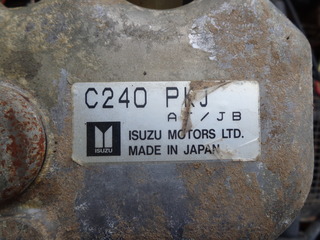 C240 PKJ
/JB
ISUZU MOTORS LTD.
ISUZU
MADE IN JAPAN